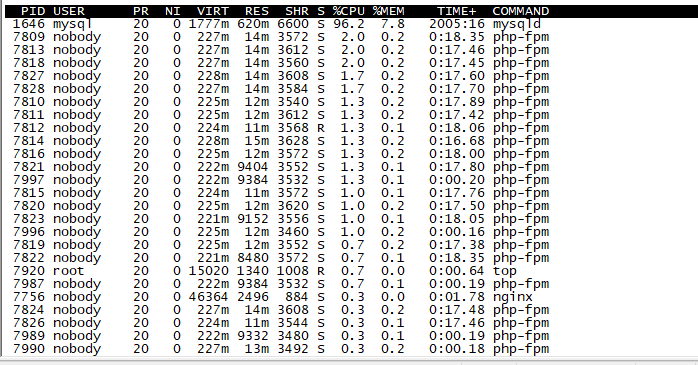 PID USER PR NI VIRT RES SHR S %CPU %MEM TIME+ COMMAND
1646 mysql 20 0 1777m 620m 6600 S 96.2 7.8 2005:16 mysqld
7809 nobody 20 0 227m 14m 3572 S 2.0 0.2 0:18.35 php-fpm
7813 nobody 20 0 227m 14m 3612 S 2.0 0.2 0:17.46 php-fpm
7818 nobody 20 0 227m 14m 3560 S 2.0 0.2 0:17.45 php-fpm
7827 nobody 20 0 228m 14m 3608 S 1.7 0.2 0:17.60 php-fpm
7828 nobody 20 0 227m 14m 3584 S 1.7 0.2 0:17.70 php-fpm
7810 nobody 20 0 225m 12m 3540 S 1.3 0.2 0:17.89 php-fpm
7811 nobody 20 0 225m 12m 3612 S 1.3 0.2 0:17.42 php-fpm
7812 nobody 20 0 224m 11m 3568 R 1.3 0.1 0:18.06 php-fpm
7814 nobody 20 0 228m 15m 3628 S 1.3 0.2 0:16.68 php-fpm
7816 nobody 20 0 225m 12m 3572 S 1.3 0.2 0:18.00 php-fpm
7821 nobody 20 0 222m 9404 3552 S 1.3 0.1 0:17.80 php-fpm
7997 nobody 20 0 222m 9384 3532 S 1.3 0.1 0:00.20 php-fpm
7815 nobody 20 0 224m 11m 3572 S 1.0 0.1 0:17.76 php-fpm
7820 nobody 20 0 225m 12m 3620 S 1.0 0.2 0:17.50 php-fpm
7823 nobody 20 0 221m 9152 3556 S 1.0 0.1 0:18.05 php-fpm
7996 nobody 20 0 225m 12m 3460 S 1.0 0.2 0:00.16 php-fpm
7819 nobody 20 0 225m 12m 3552 S 0.7 0.2 0:17.38 php-fpm
7822 nobody 20 0 221m 8480 3572 S 0.7 0.1 0:18.35 php-fpm
7920 root 20 0 15020 1340 1008 R 0.7 0.0 0:00.64 top
7987 nobody 20 0 222m 9384 3532 S 0.7 0.1 0:00.19 php-fpm
7756 nobody 20 0 46364 2496 884 S 0.3 0.0 0:01.78 nginx
7824 nobody 20 0 227m 14m 3608 S 0.3 0.2 0:17.48 php-fpm
7826 nobody 20 0 224m 11m 3544 S 0.3 0.1 0:17.46 php-fpm
7989 nobody 20 0 222m 9332 3480 S 0.3 0.1 0:00.19 php-fpm
7990 nobody 20 0 227m 13m 3492 S 0.3 0.2 0:00.18 php-fpm